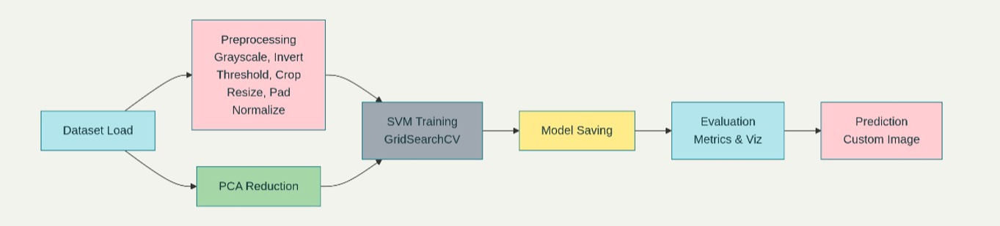 Dataset Load
Preprocessing
Grayscale, Invert
Threshold, Crop
Resize, Pad
Normalize
PCA Reduction
SVM Training
GridSearchCV
Model Saving
Evaluation
Metrics & Viz
Prediction
Custom Image